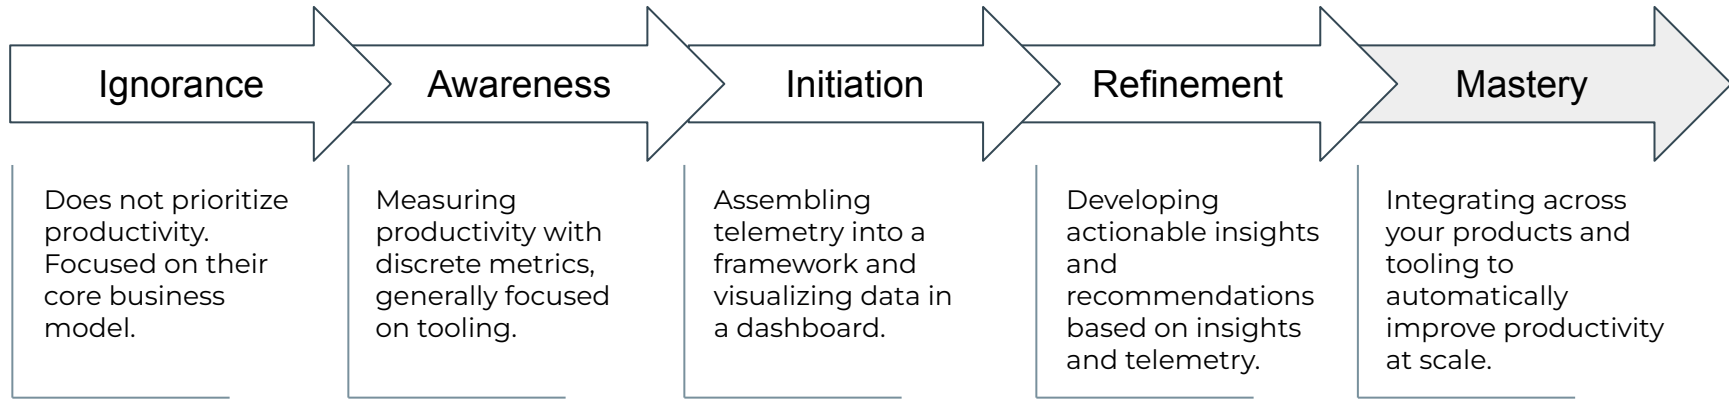 Ignorance
Awareness
Initiation
Refinement
Mastery
Does not prioritize
productivity.
Focused on their
core business
model.
Measuring
productivity with
discrete metrics,
generally focused
on tooling.
Assembling
telemetry into a
framework and
visualizing data in
a dashboard.
Developing
actionable insights
and
recommendations
based on insights
and telemetry.
Integrating across
your products and
tooling to
automatically
improve productivity
at scale.